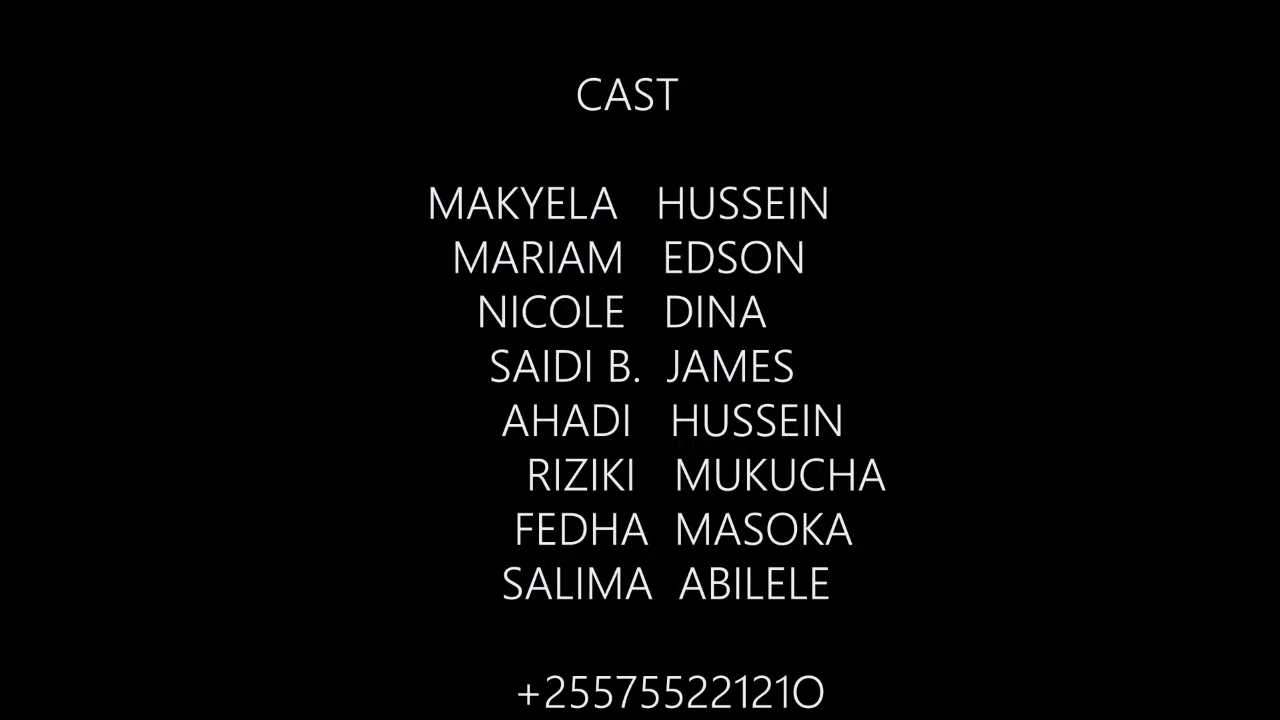 CAST
MAKYELA HUSSEIN
MARIAM EDSON
NICOLE DINA
SAIDI B. JAMES
AHADI HUSSEIN
RIZIKI MUKUCHA
FEDHA MASOKA
SALIMA ABILELE
+25575522121O